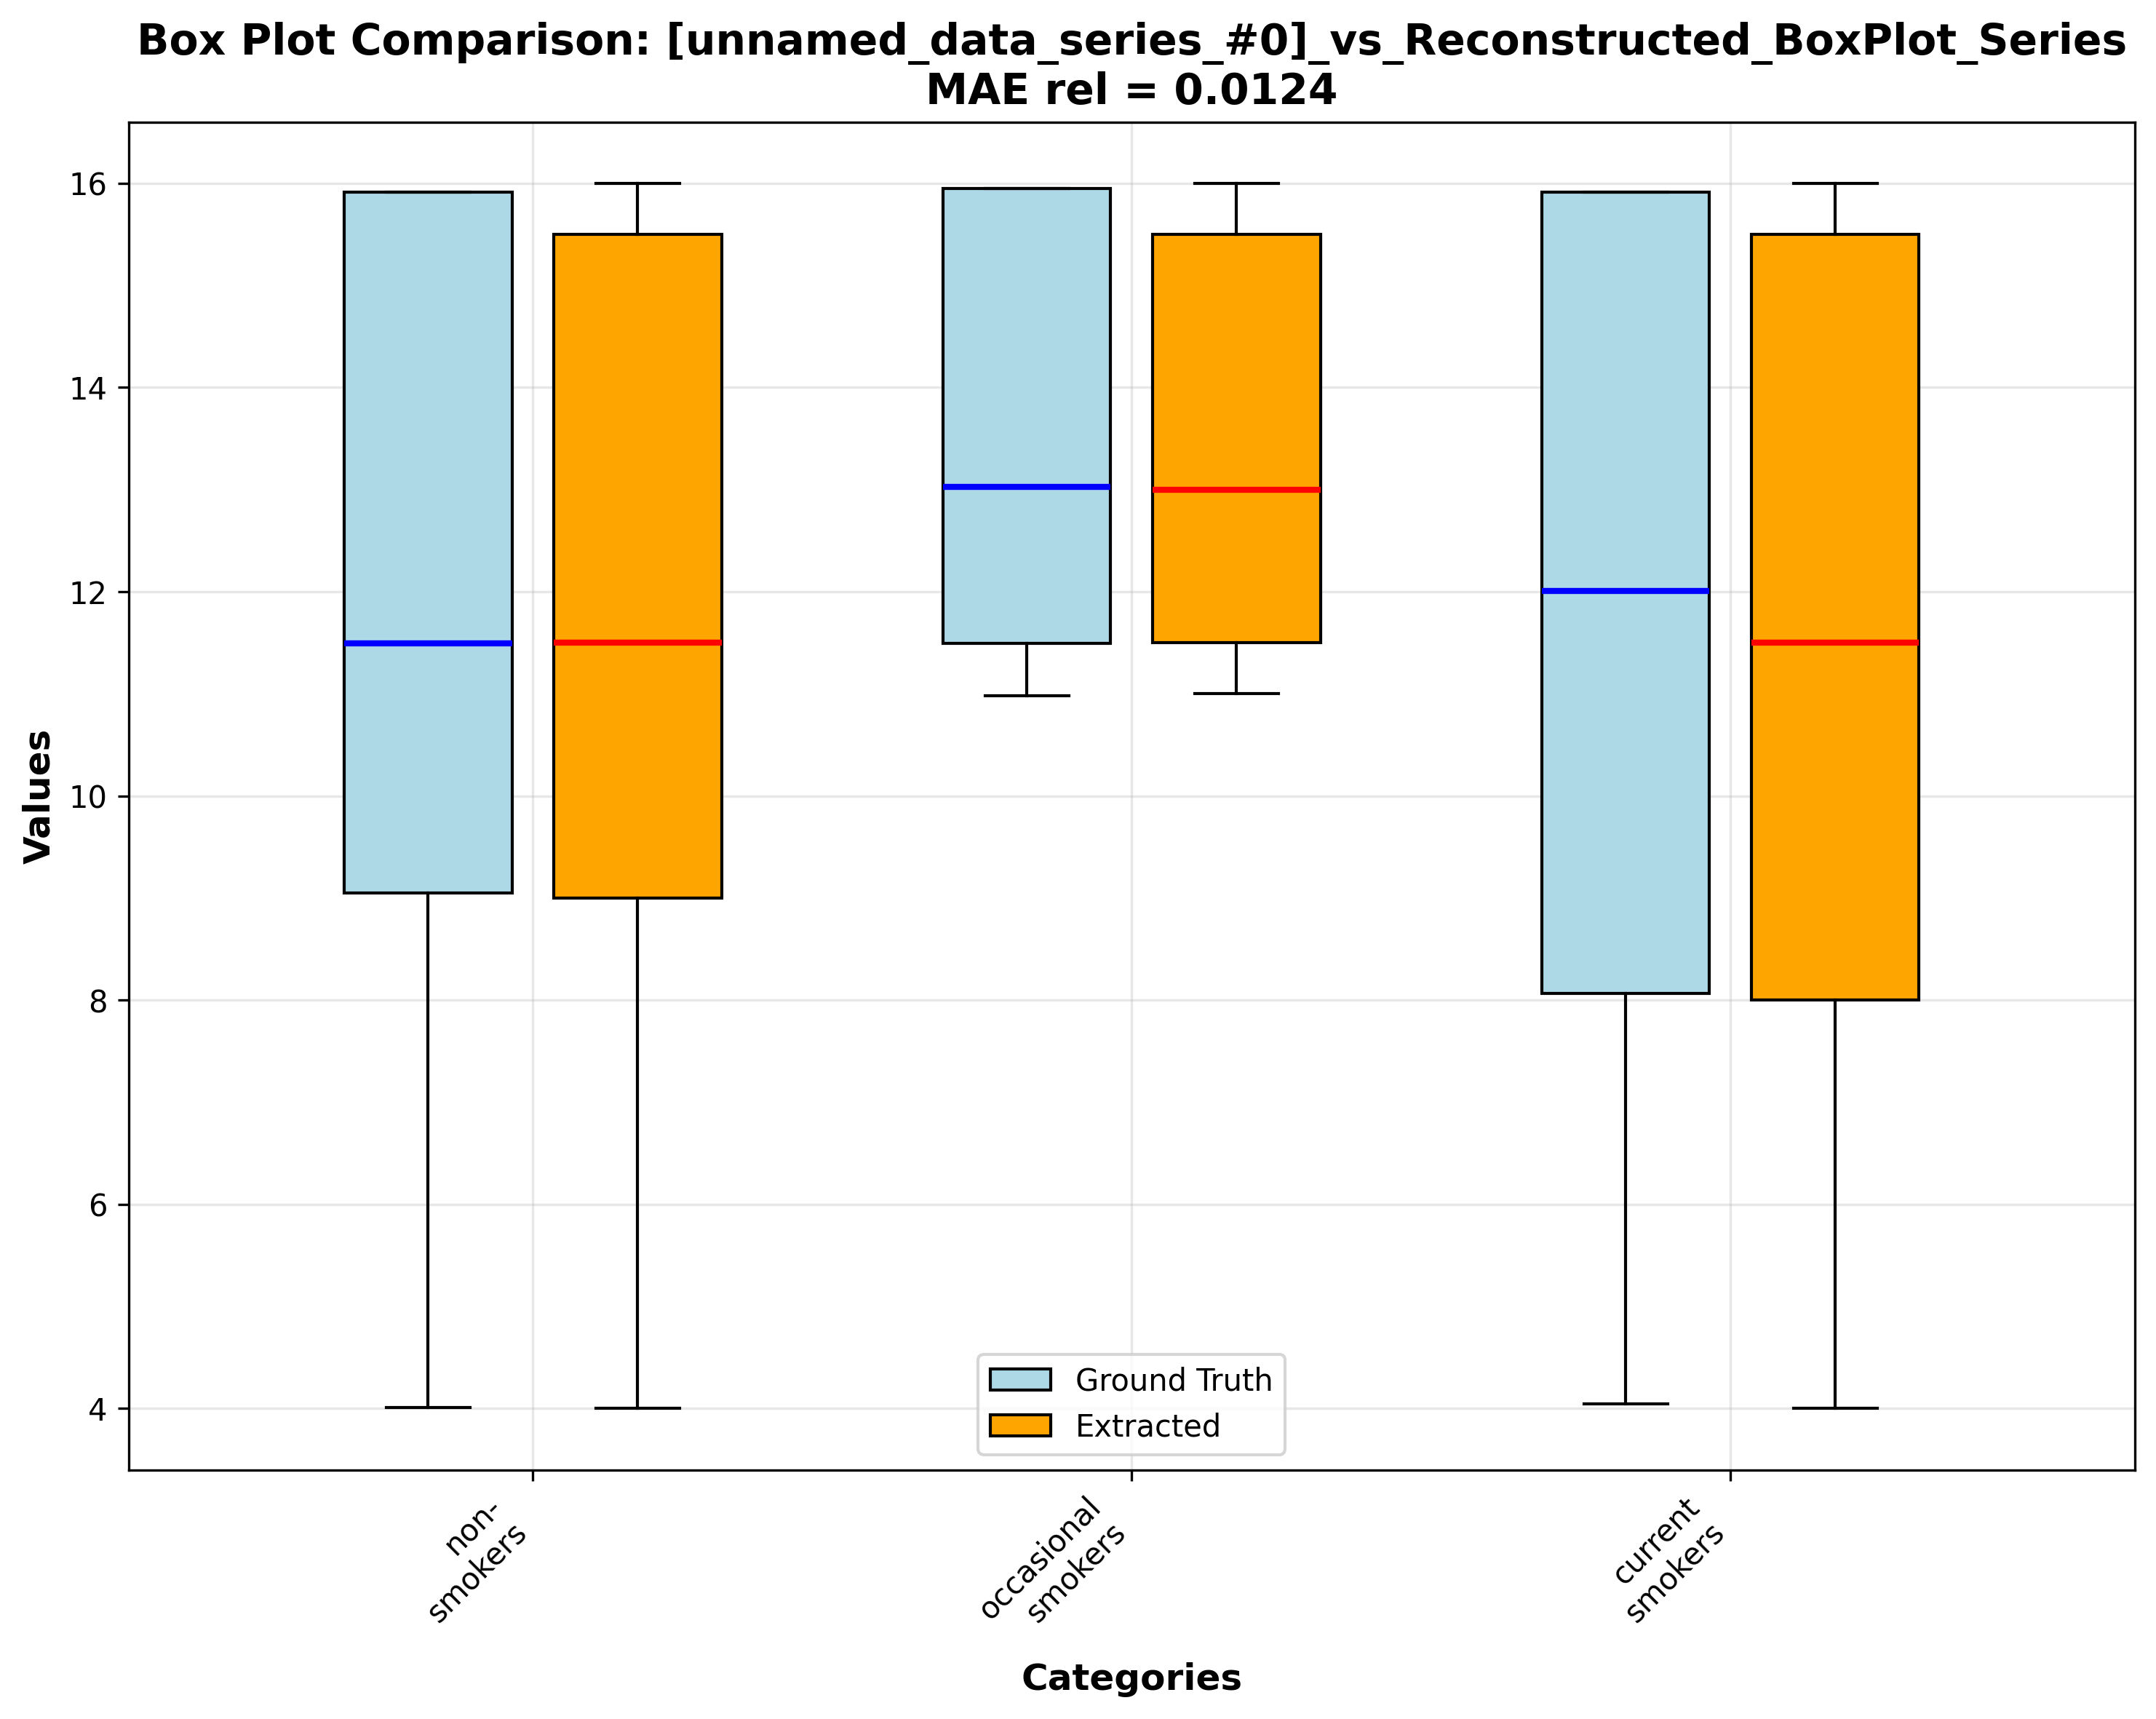 Box Plot Comparison: [unnamed_data_series_#0]_vs_Reconstructed_BoxPlot_Series
MAE rel = 0.0124
Values
16
14
12
10
8
6
4
Ground Truth
Extracted
non-
smokers
occasional
smokers
current
smokers
Categories